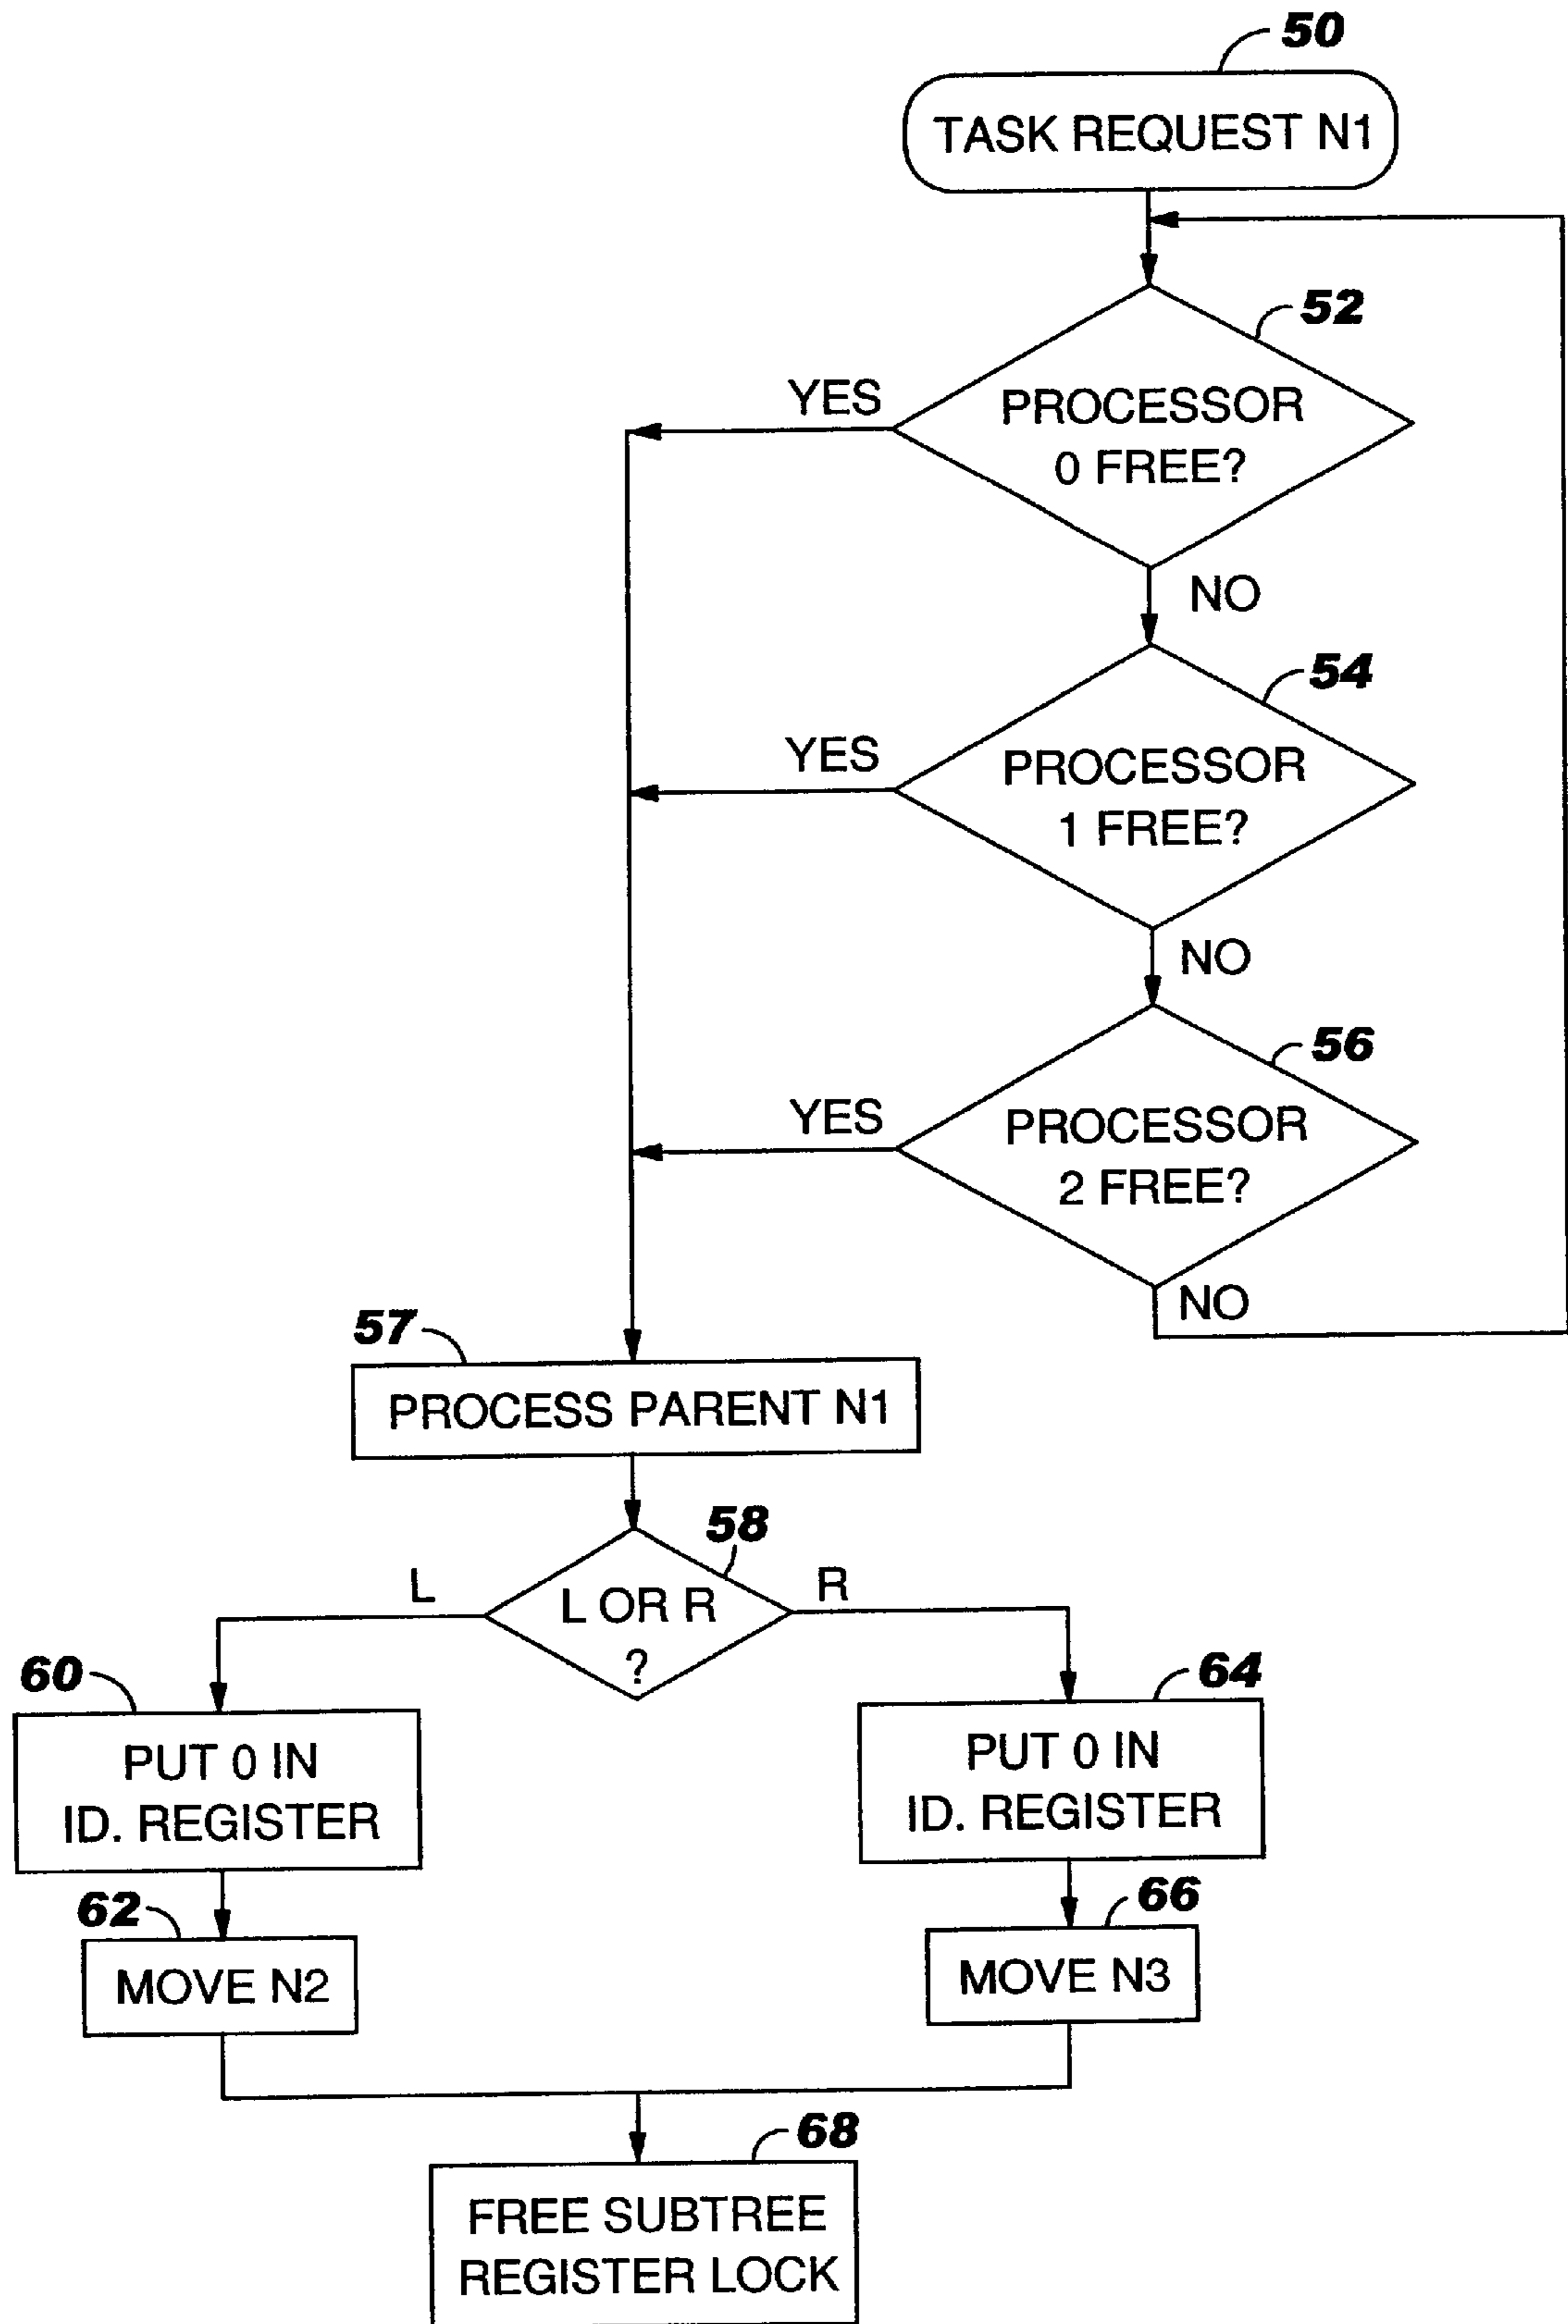 50
TASK REQUEST N1
52
YES
PROCESSOR
0 FREE?
NO
54
YES
PROCESSOR
1 FREE?
NO
56
YES
PROCESSOR
2 FREE?
NO
57
PROCESS PARENT N1
58
L
L OR R
?
R
60
PUT 0 IN
ID. REGISTER
62
MOVE N2
64
PUT 0 IN
ID. REGISTER
66
MOVE N3
68
FREE SUBTREE
REGISTER LOCK